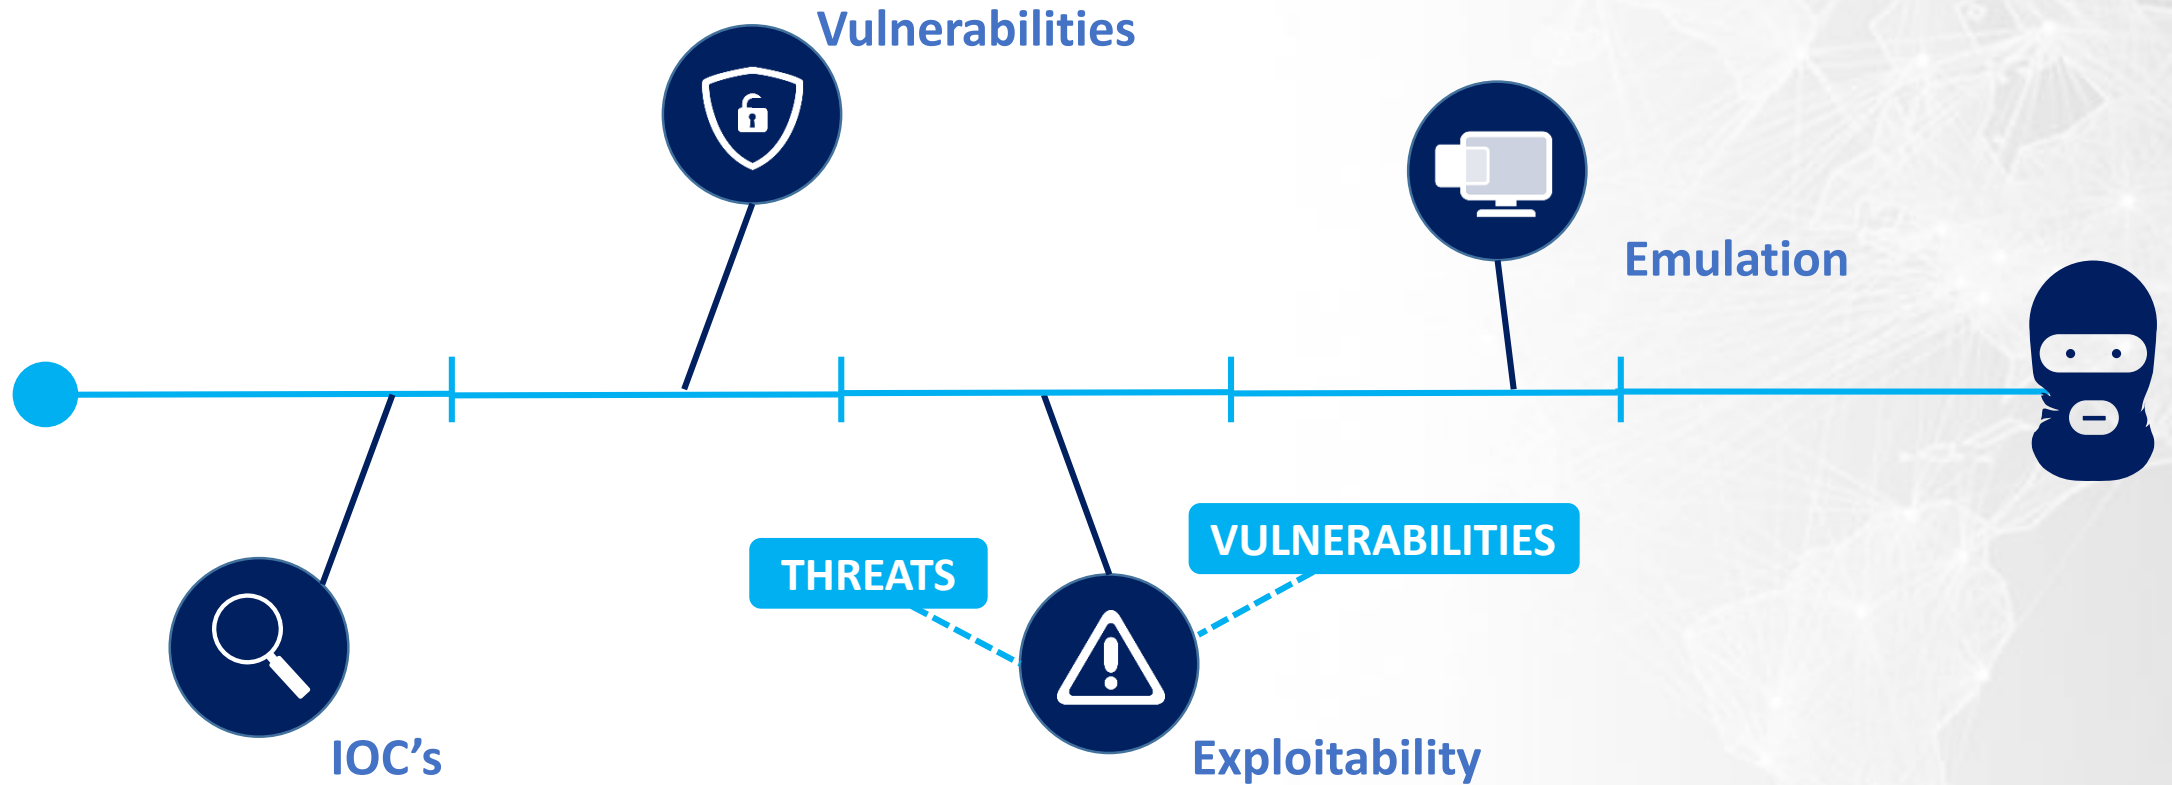 Vulnerabilities
Emulation
THREATS
VULNERABILITIES
IOC’s
Exploitability